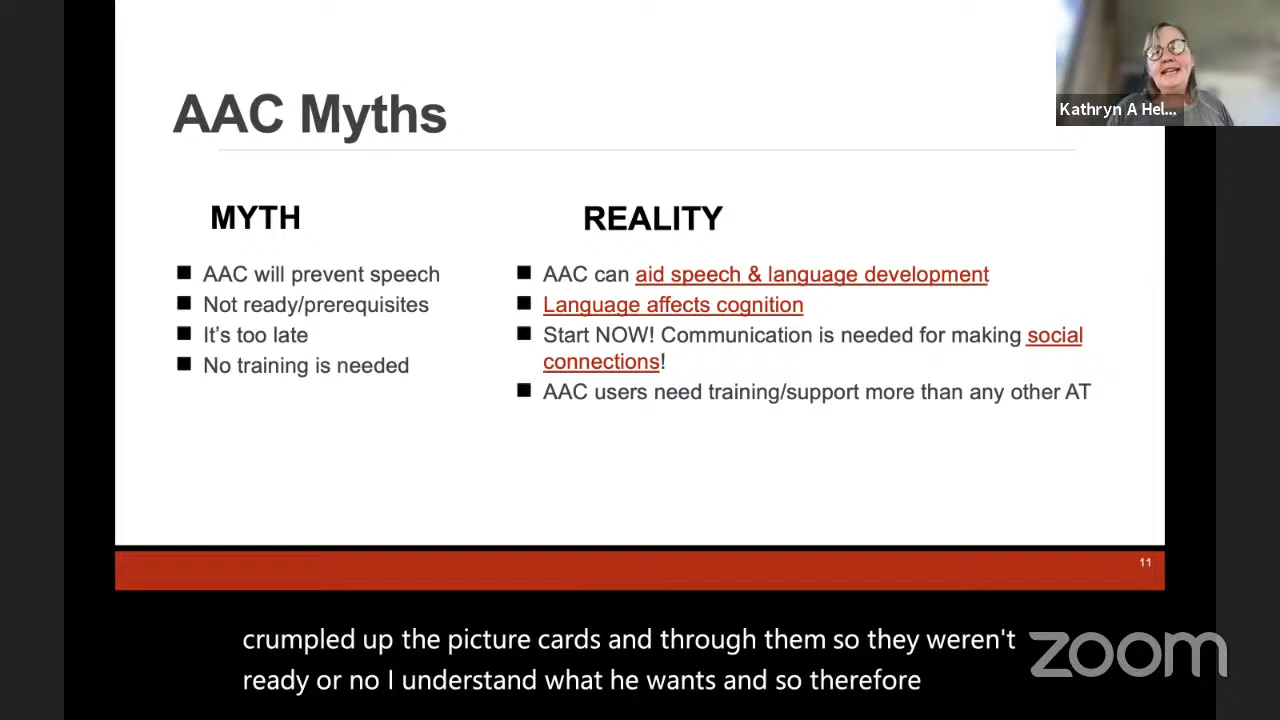 Kathryn A Hel...
AAC Myths
MYTH
AAC will prevent speech
Not ready/prerequisites
It's too late
No training is needed
REALITY
AAC can aid speech & language development
Language affects cognition
Start NOW! Communication is needed for making social
connections!
AAC users need training/support more than any other AT
11
crumpled up the picture cards and through them so they weren't
ready or no I understand what he wants and so therefore
zoom